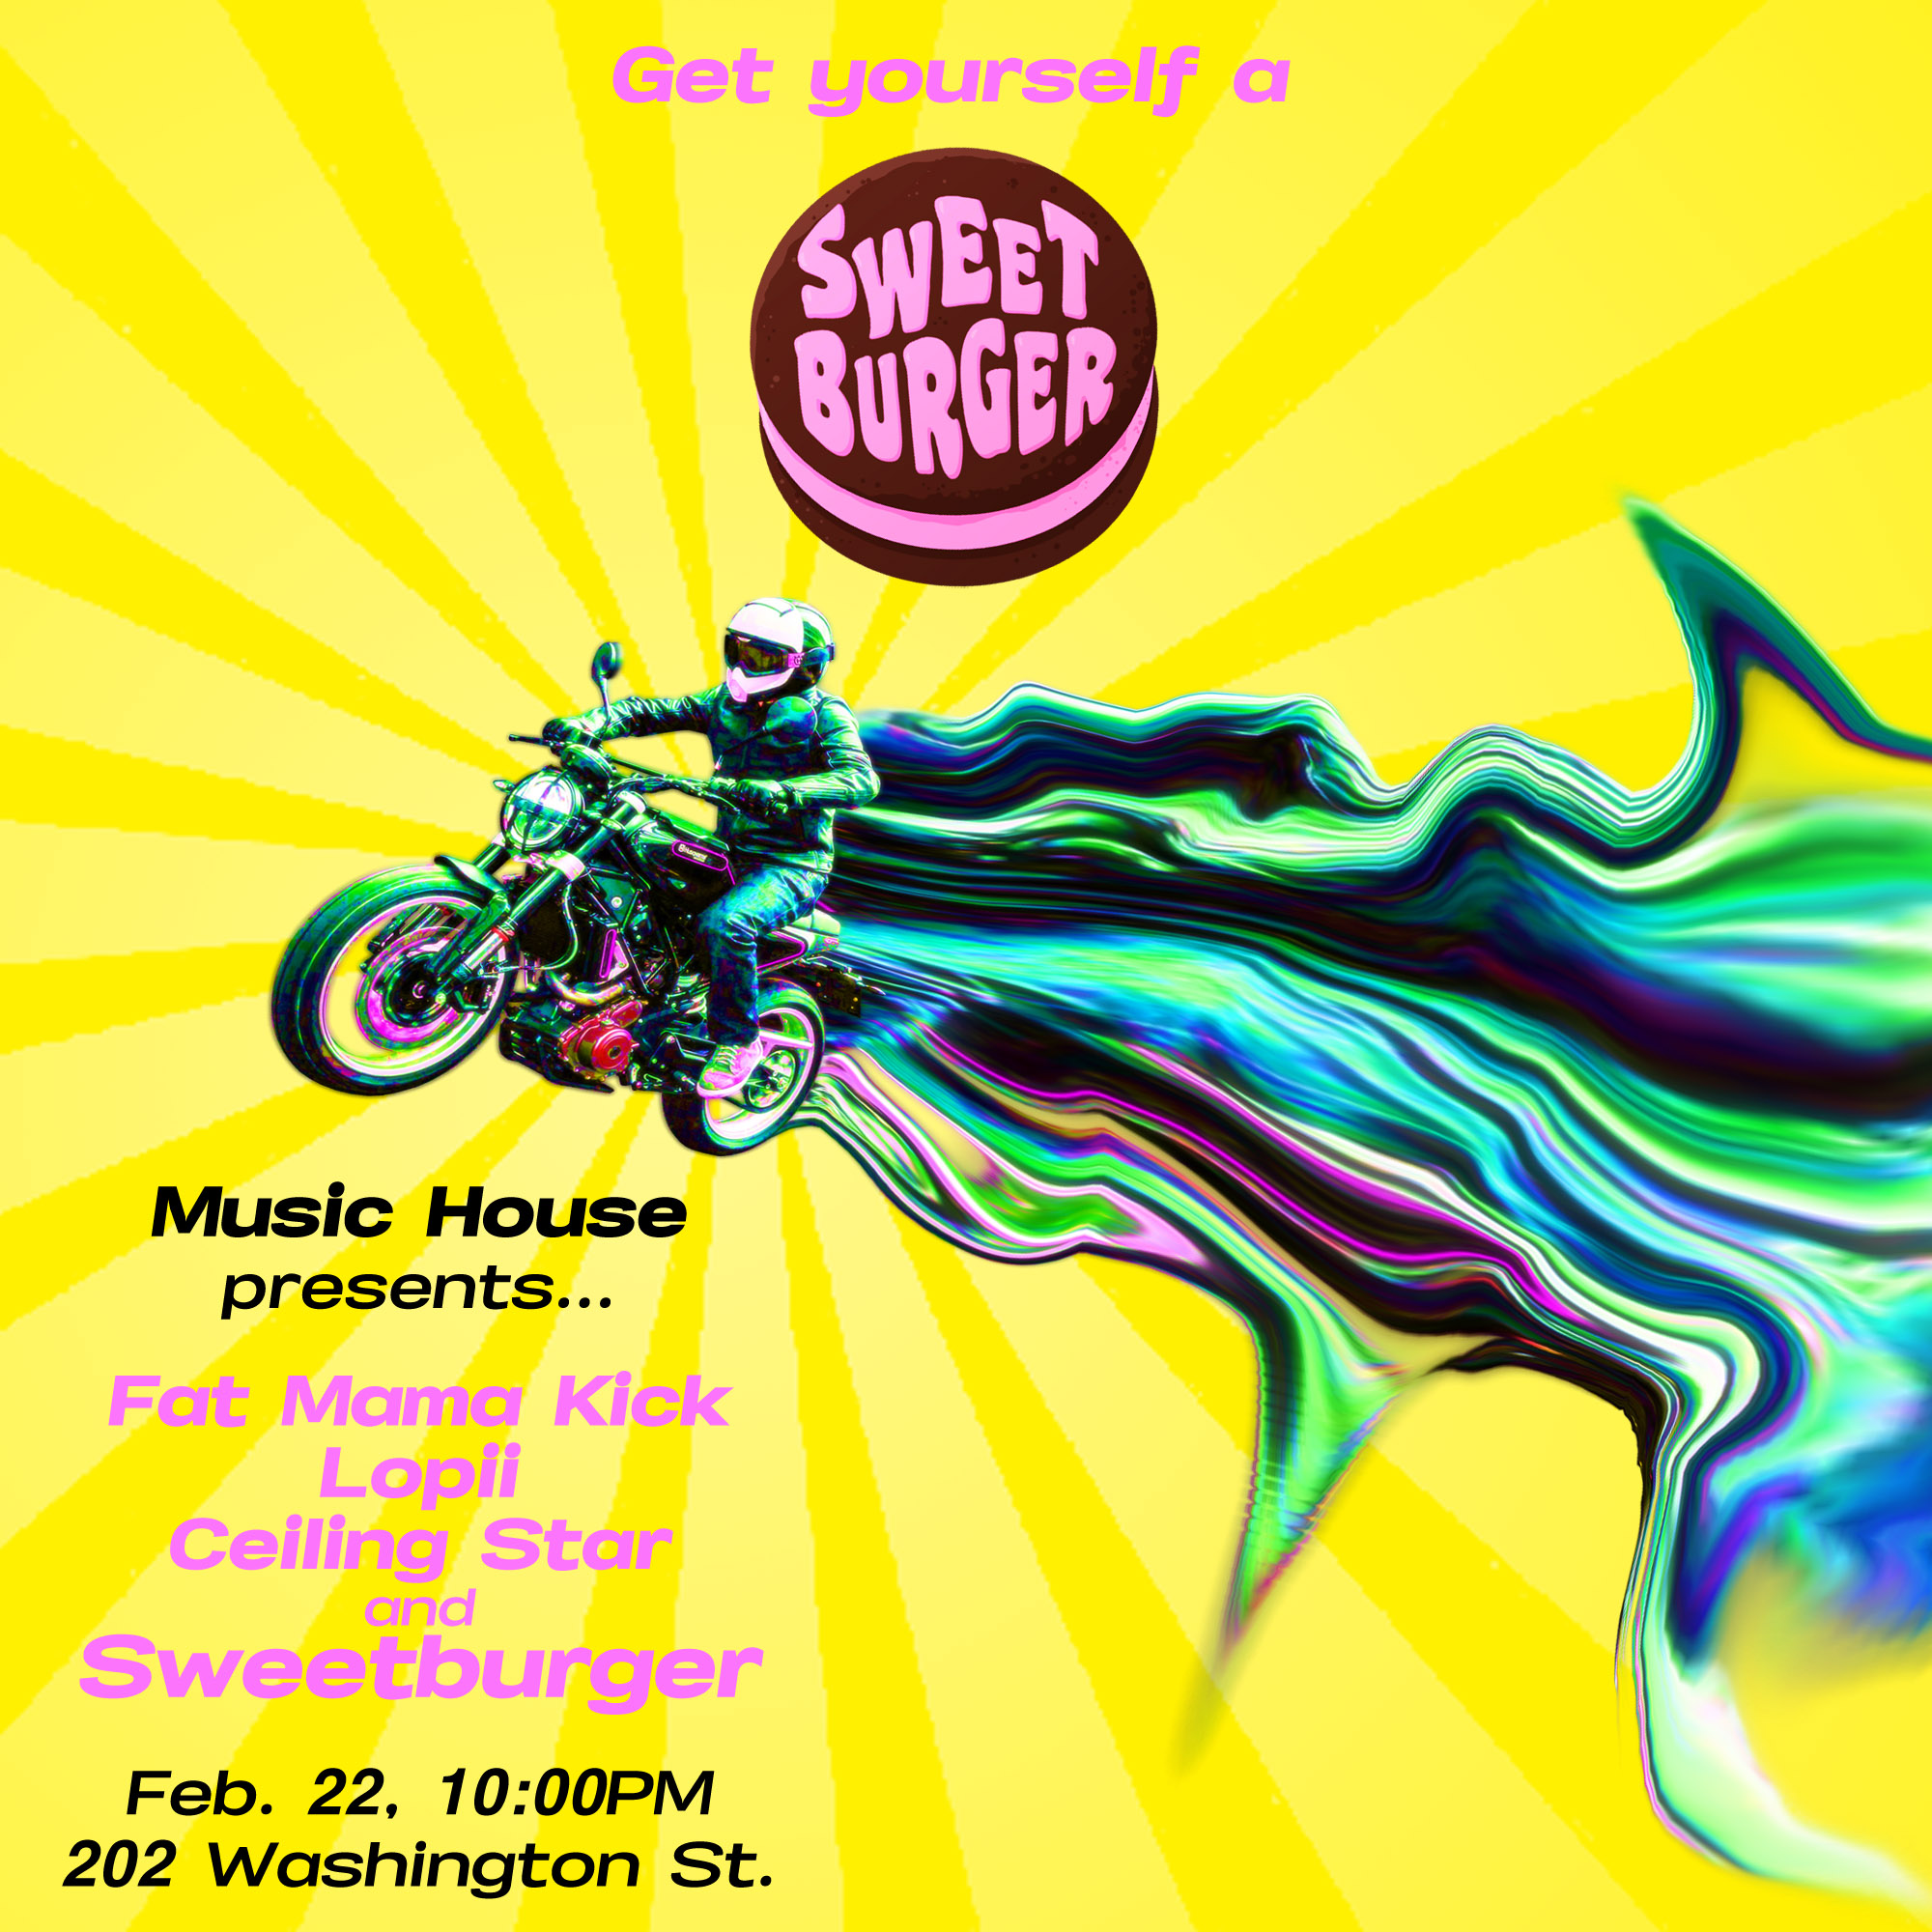 Get yourself a
SWEET
BURGER
Music House
presents...
Fat Mama Kick
Lopii
Ceiling Star
and
Sweetburger
Feb. 22, 10:00PM
202 Washington St.